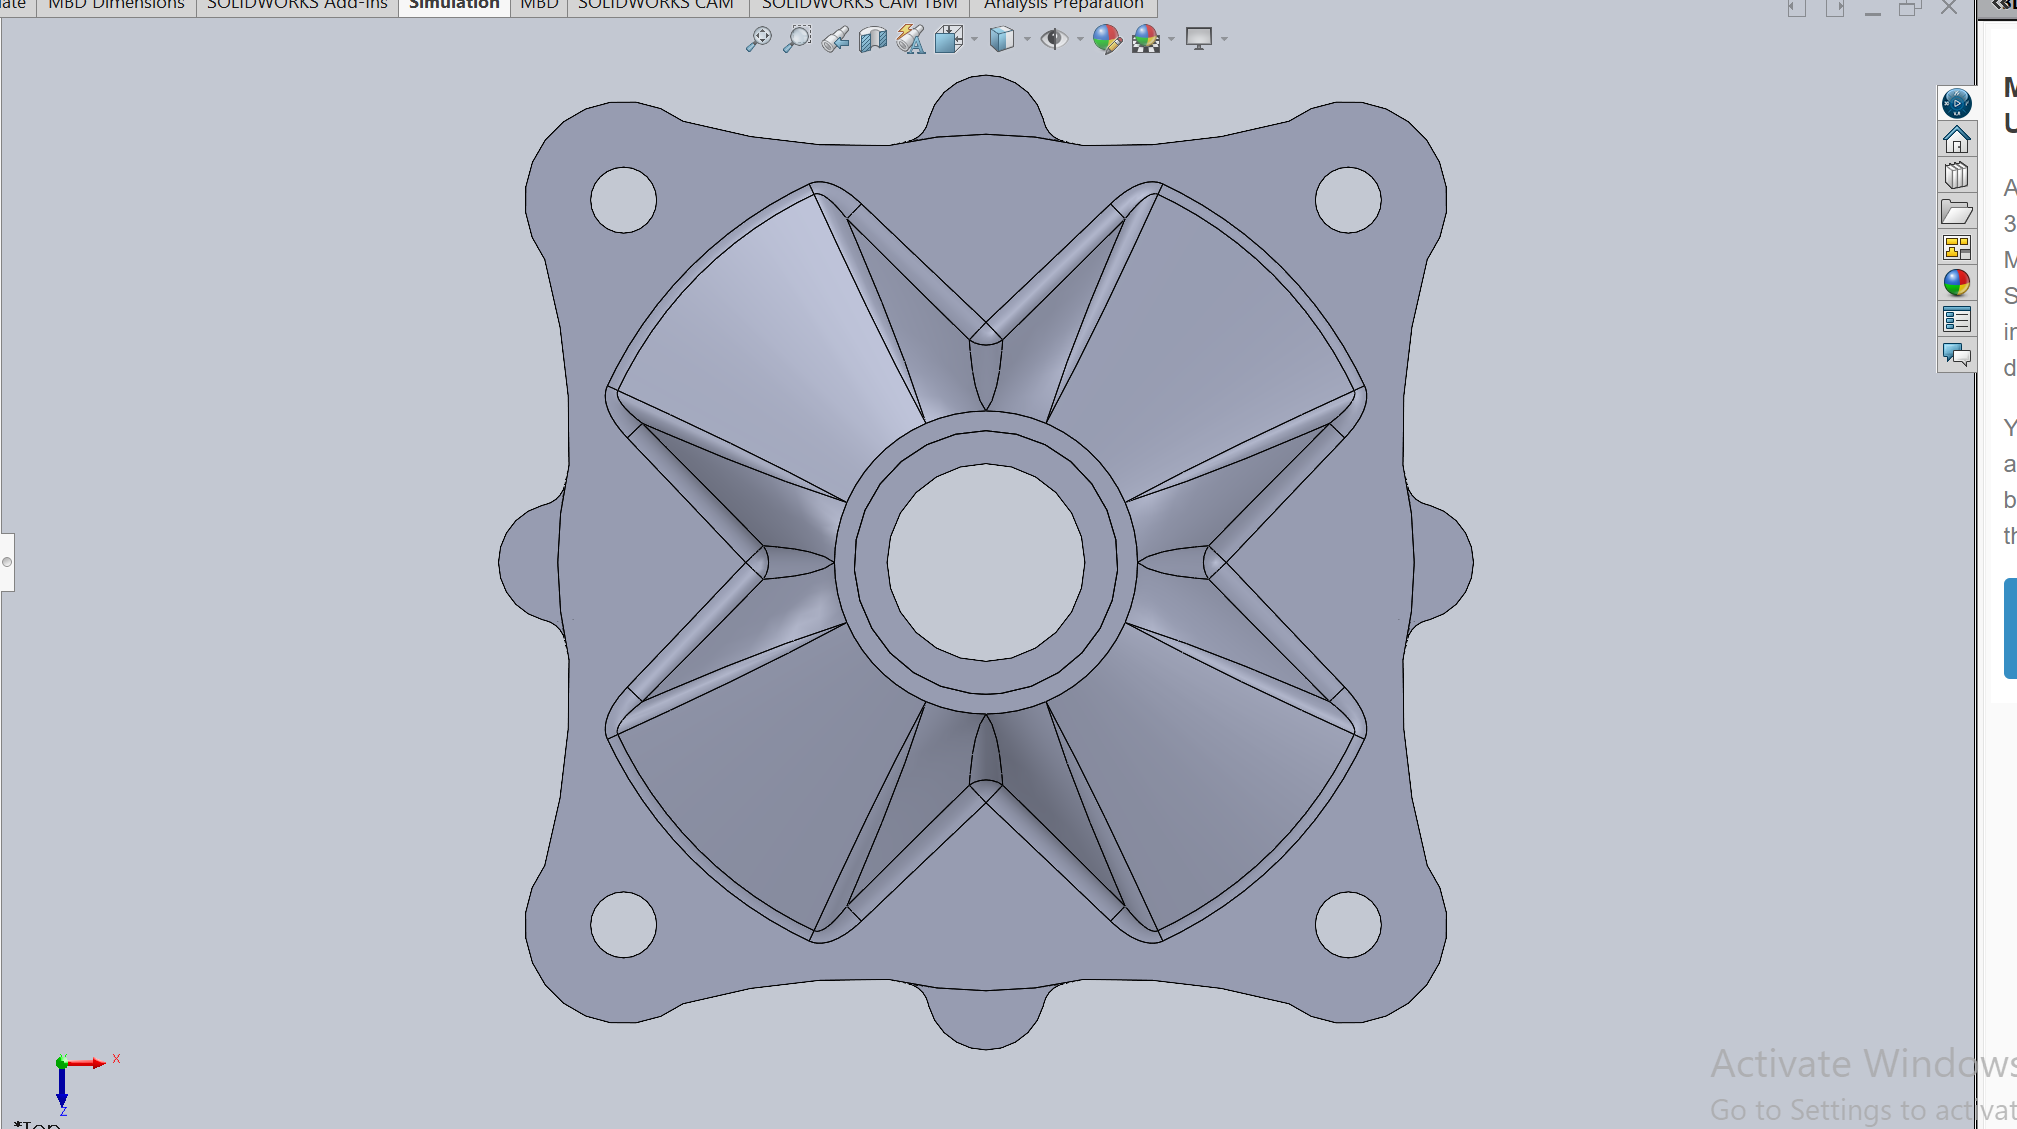 MBD Dimensions
SOLIDWORKS Add-Ins
Simulation
MBD
SOLIDWORKS CAM
SOLIDWORKS CAM TBM
Analysis Preparation
X
Z
*Top
Activate Windows
Go to Settings to activat